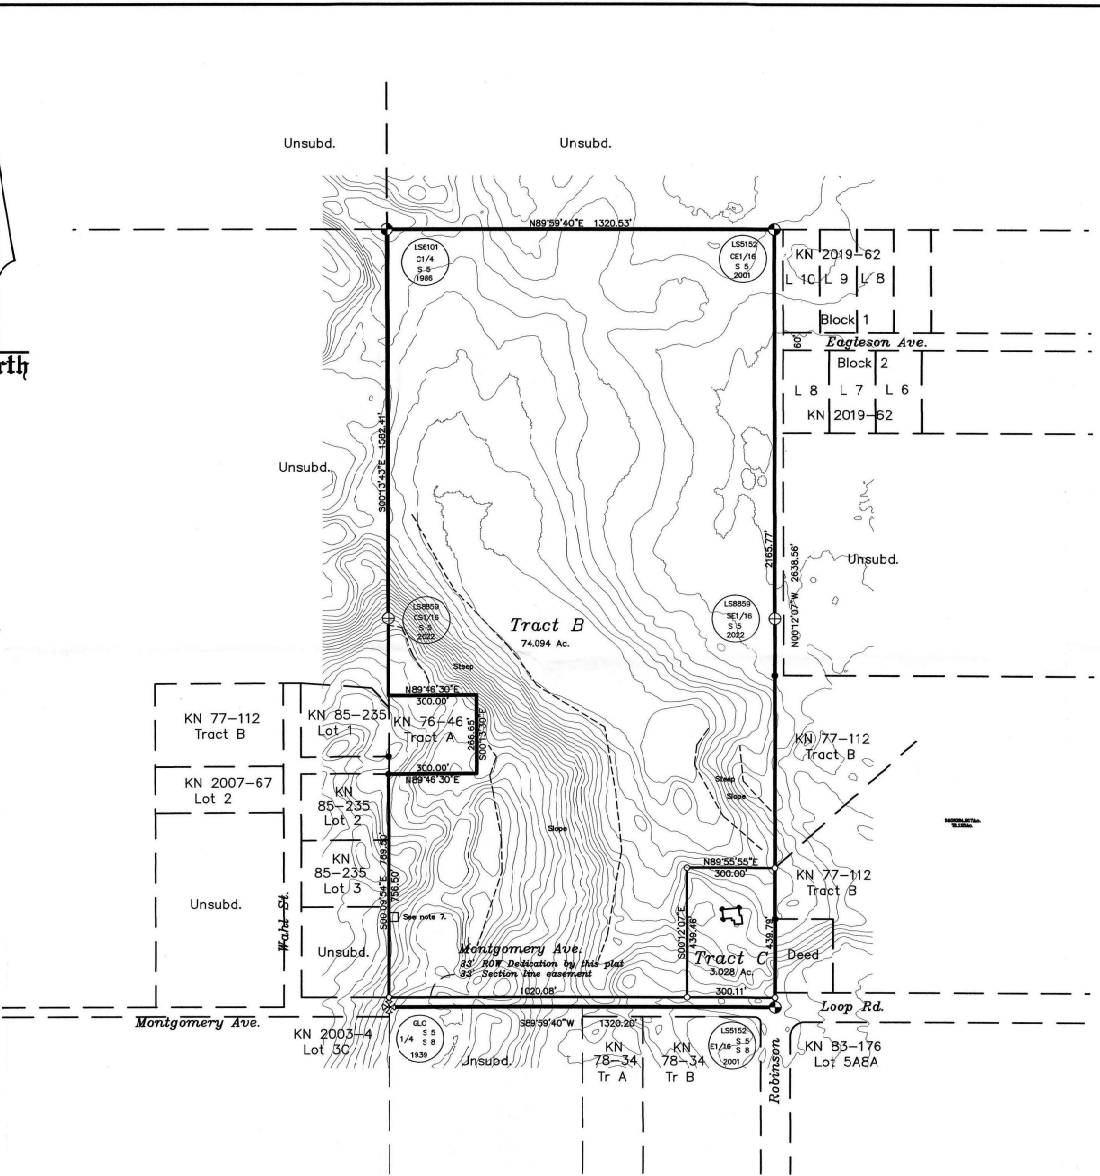 Unsubd.
Unsubd.
N89°59'40"E 1320.53'
LS6101
C1/4
S 5
1986
LS5152
CE1/16
S 5
2001
KN 2019-62
L 10 L 9 L 8
Block 1
60'
Eagleson Ave.
Block 2
L 8 L 7 L 6
KN 2019-62
rth
S00°13'43"E 1582.41'
Unsubd.
2165.77'
N00°12'07"W 2638.56'
Unsubd.
LS8859
CS1/16
S 5
2022
LS8859
SE1/16
S 5
2022
Tract B
74.094 Ac.
Steep
N89°46'30"E
300.00'
KN 77-112
Tract B
KN 85-235
Lot 1
KN 76-46
Tract A
266.65'
S00°13'30"E
300.00'
N89°46'30"E
KN 77-112
Tract B
KN 2007-67
Lot 2
KN
85-235
Lot 2
Steep
Slope
Slope
KN
85-235
Lot 3
S00°09'54"E 769.50'
756.50'
N89°55'55"E
300.00'
KN 77-112
Tract B
Unsubd.
Wahl St.
See note 7.
S00°12'07"E
439.46'
439.79'
Unsubd.
Montgomery Ave.
33' ROW Dedication by this plat
33' Section line easement
Tract C
3.028 Ac.
Deed
1020.08'
300.11'
Loop Rd.
Montgomery Ave.
S89°59'40"W 1320.20'
KN 2003-4
Lot 3C
GLO
1/4 S 5
S 8
1939
Unsubd.
KN
78-34
Tr A
KN
78-34
Tr B
LS5152
E1/16 S 5
S 8
2001
Robinson
KN 83-176
Lot 5A8A